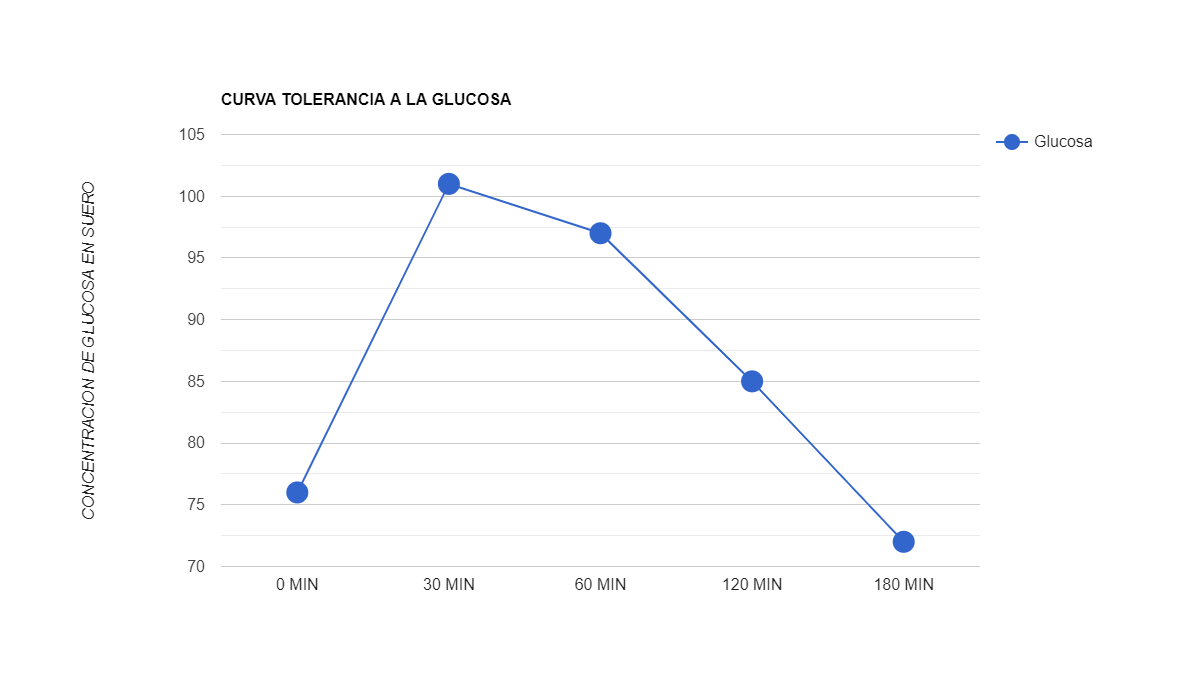 CURVA TOLERANCIA A LA GLUCOSA
Glucosa
CONCENTRACION DE GLUCOSA EN SUERO
105
100
95
90
85
80
75
70
0 MIN
30 MIN
60 MIN
120 MIN
180 MIN